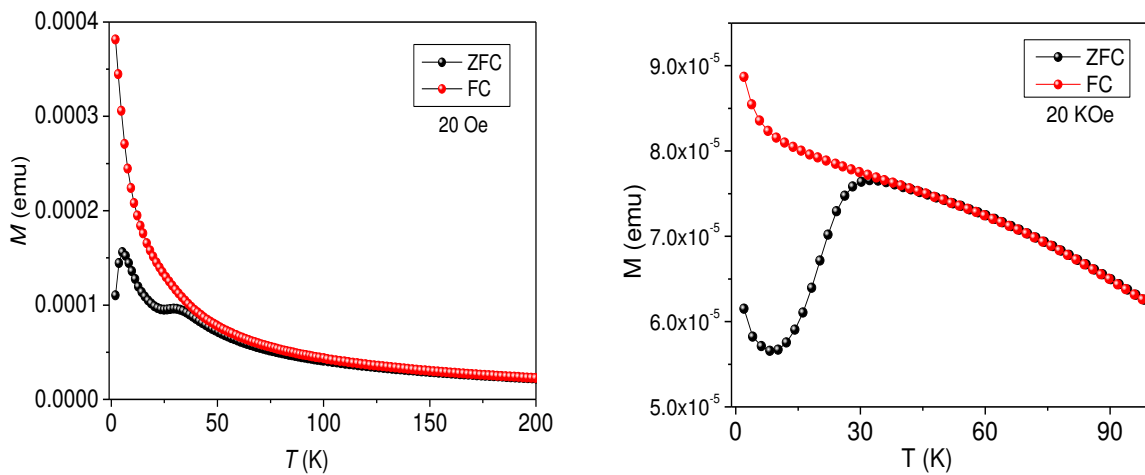 0.0004
0.0003
0.0002
0.0001
0.0000
M (emu)
0
50
100
150
200
T (K)
ZFC
FC
20 Oe
9.0x10⁻⁵
8.0x10⁻⁵
7.0x10⁻⁵
6.0x10⁻⁵
5.0x10⁻⁵
M (emu)
0
30
60
90
T (K)
ZFC
FC
20 KOe